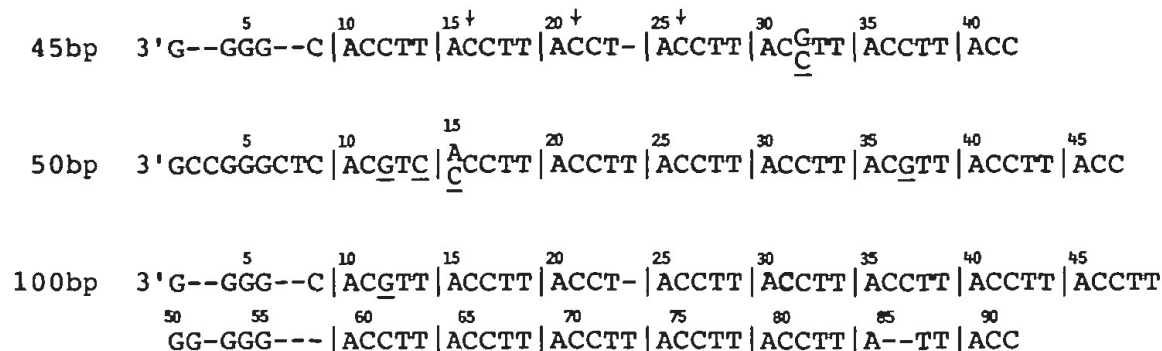 5 10 15 ↓ 20 ↓ 25 ↓ 30 35 40
45bp 3'G--GGG--C|ACCTT|ACCTT|ACCT-|ACCTT|ACG/CTT|ACCTT|ACC
5 10 15 20 25 30 35 40 45
50bp 3'GCCGGGCTC|ACGTC|A/CCCTT|ACCTT|ACCTT|ACCTT|ACGTT|ACCTT|ACC
5 10 15 20 25 30 35 40 45
100bp 3'G--GGG--C|ACGTT|ACCTT|ACCT-|ACCTT|ACCTT|ACCTT|ACCTT|ACCTT
50 55 60 65 70 75 80 85 90
GG-GGG---|ACCTT|ACCTT|ACCTT|ACCTT|ACCTT|A--TT|ACC